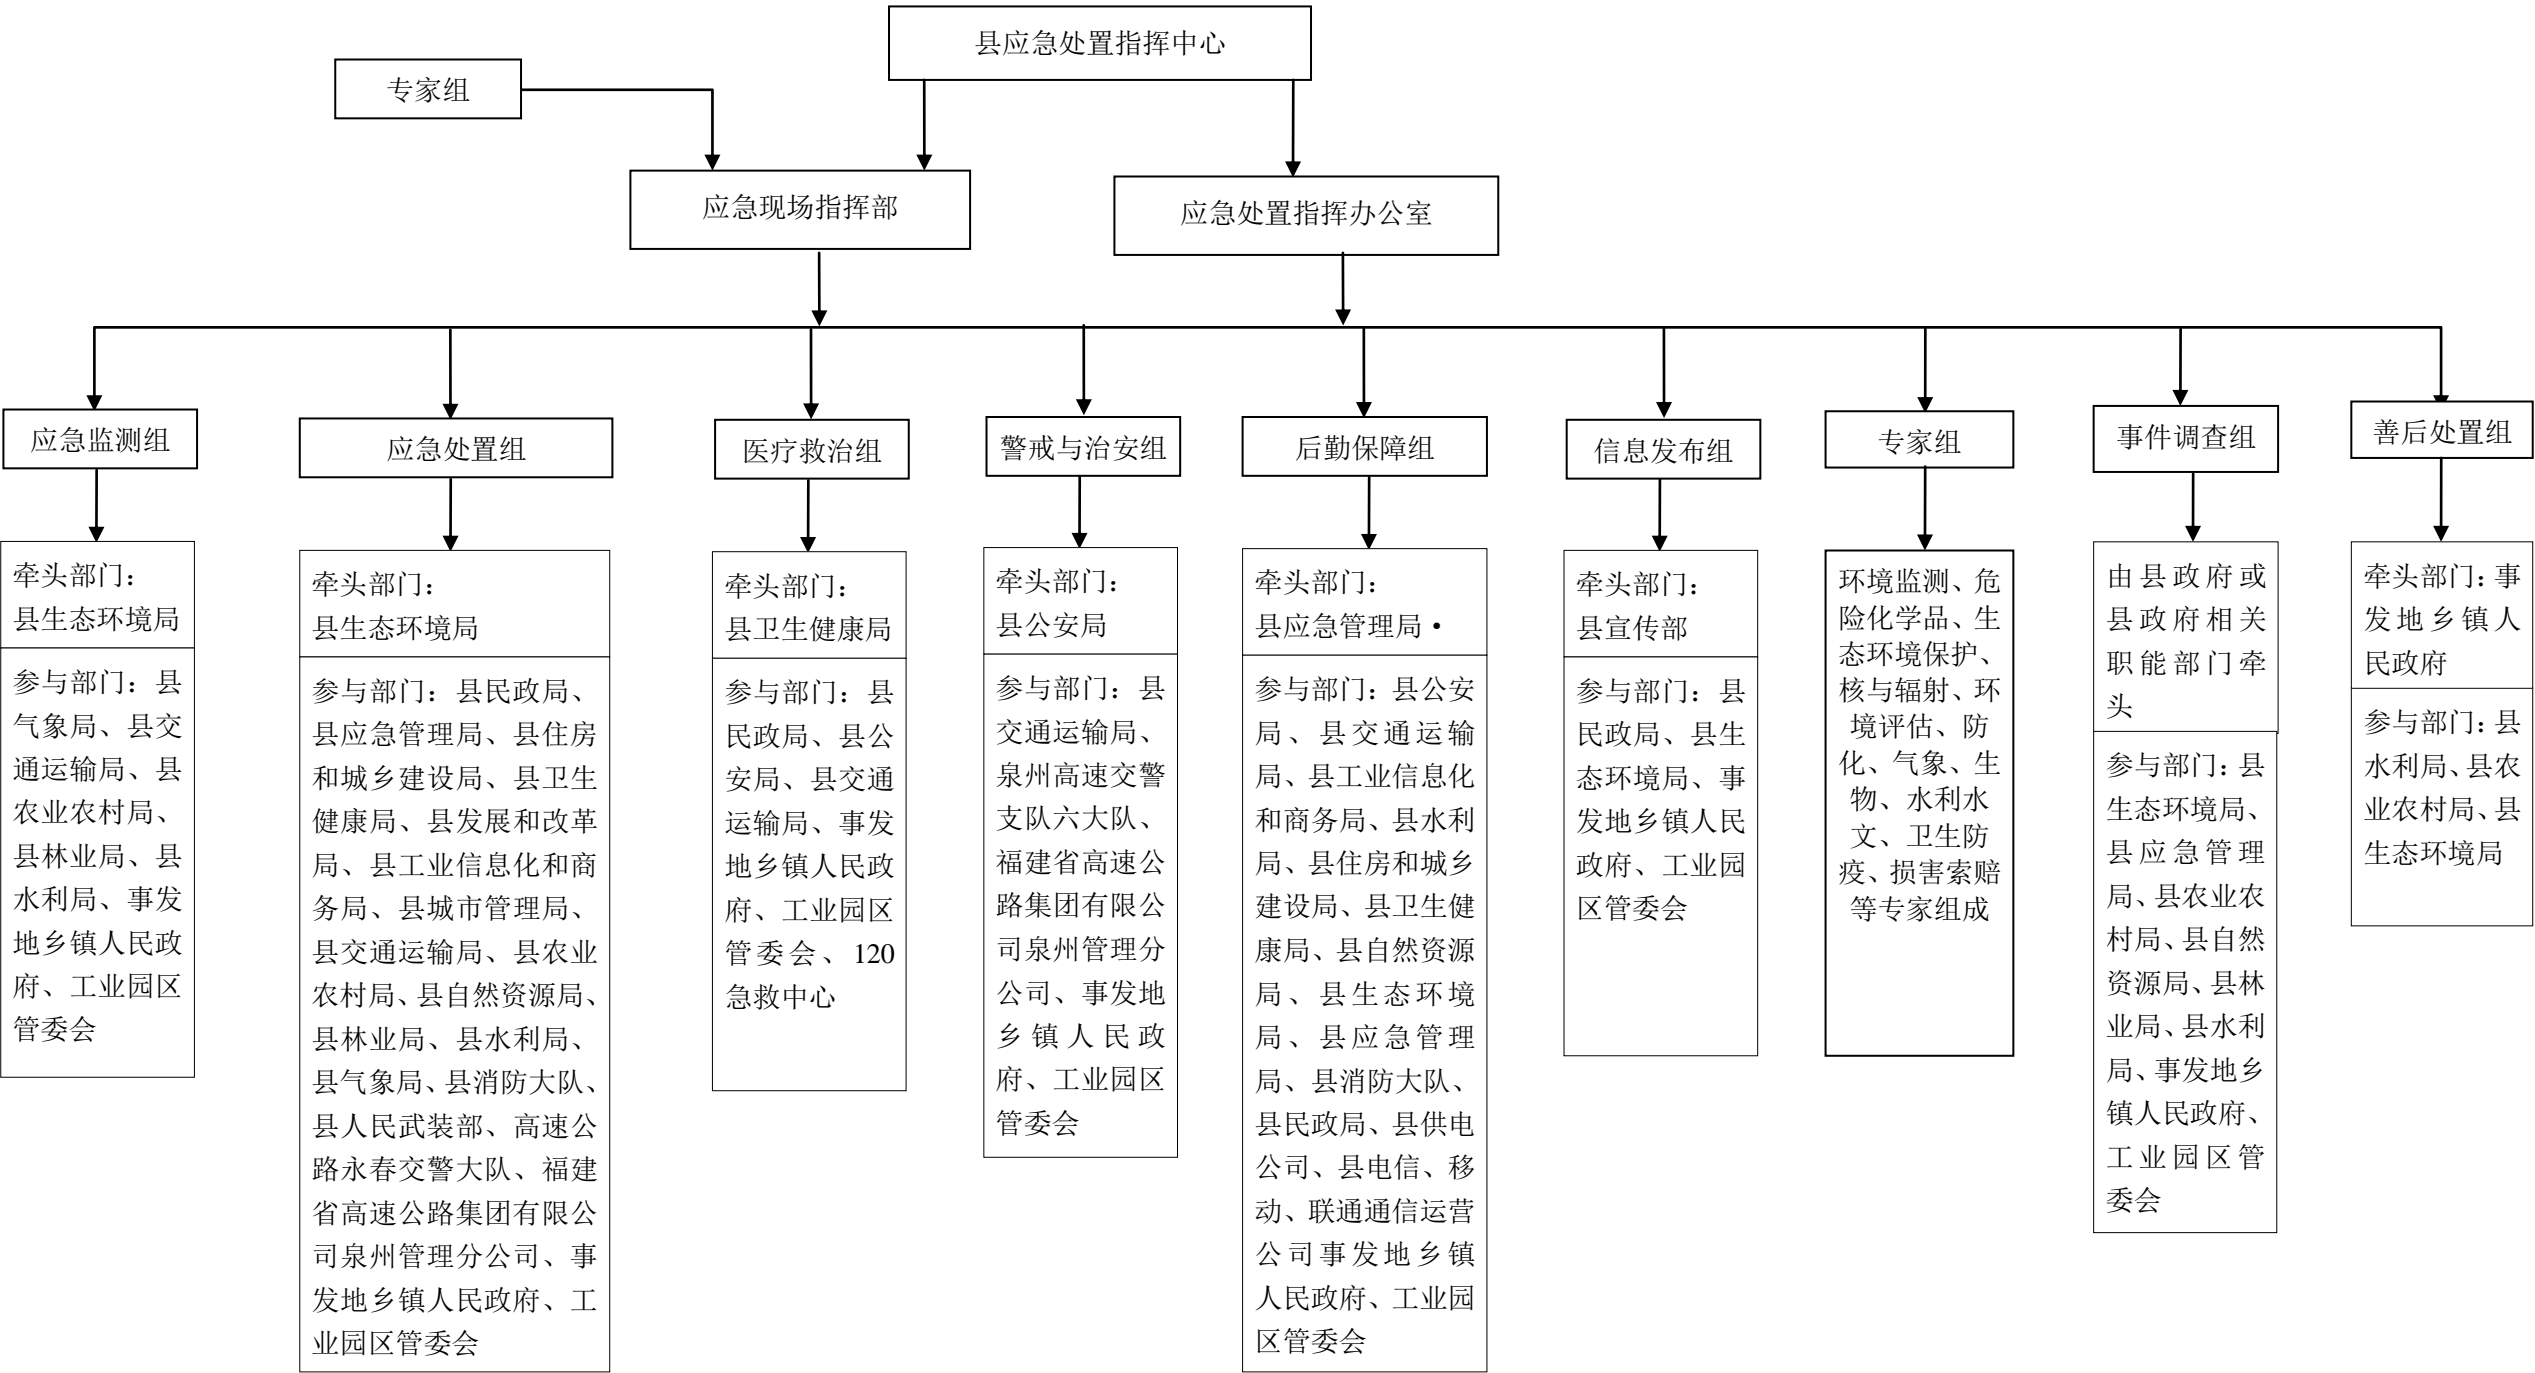 县应急处置指挥中心
专家组
应急现场指挥部
应急处置指挥办公室
应急监测组
牵头部门：
县生态环境局
参与部门：县
气象局、县交
通运输局、县
农业农村局、
县林业局、县
水利局、事发
地乡镇人民政
府、工业园区
管委会
应急处置组
牵头部门：
县生态环境局
参与部门：县民政局、
县应急管理局、县住房
和城乡建设局、县卫生
健康局、县发展和改革
局、县工业信息化和商
务局、县城市管理局、
县交通运输局、县农业
农村局、县自然资源局、
县林业局、县水利局、
县气象局、县消防大队、
县人民武装部、高速公
路永春交警大队、福建
省高速公路集团有限公
司泉州管理分公司、事
发地乡镇人民政府、工
业园区管委会
医疗救治组
牵头部门：
县卫生健康局
参与部门：县
民政局、县公
安局、县交通
运输局、事发
地乡镇人民政
府、工业园区
管委会、120
急救中心
警戒与治安组
牵头部门：
县公安局
参与部门：县
交通运输局、
泉州高速交警
支队六大队、
福建省高速公
路集团有限公
司泉州管理分
公司、事发地
乡镇人民政
府、工业园区
管委会
后勤保障组
牵头部门：
县应急管理局·
参与部门：县公安
局、县交通运输
局、县工业信息化
和商务局、县水利
局、县住房和城乡
建设局、县卫生健
康局、县自然资源
局、县生态环境
局、县应急管理
局、县消防大队、
县民政局、县供电
公司、县电信、移
动、联通通信运营
公司事发地乡镇
人民政府、工业园
区管委会
信息发布组
牵头部门：
县宣传部
参与部门：县
民政局、县生
态环境局、事
发地乡镇人民
政府、工业园
区管委会
专家组
环境监测、危
险化学品、生
态环境保护、
核与辐射、环
境评估、防
化、气象、生
物、水利水
文、卫生防
疫、损害索赔
等专家组成
事件调查组
由县政府或
县政府相关
职能部门牵
头
参与部门：县
生态环境局、
县应急管理
局、县农业农
村局、县自然
资源局、县林
业局、县水利
局、事发地乡
镇人民政府、
工业园区管
委会
善后处置组
牵头部门：事
发地乡镇人
民政府
参与部门：县
水利局、县农
业农村局、县
生态环境局